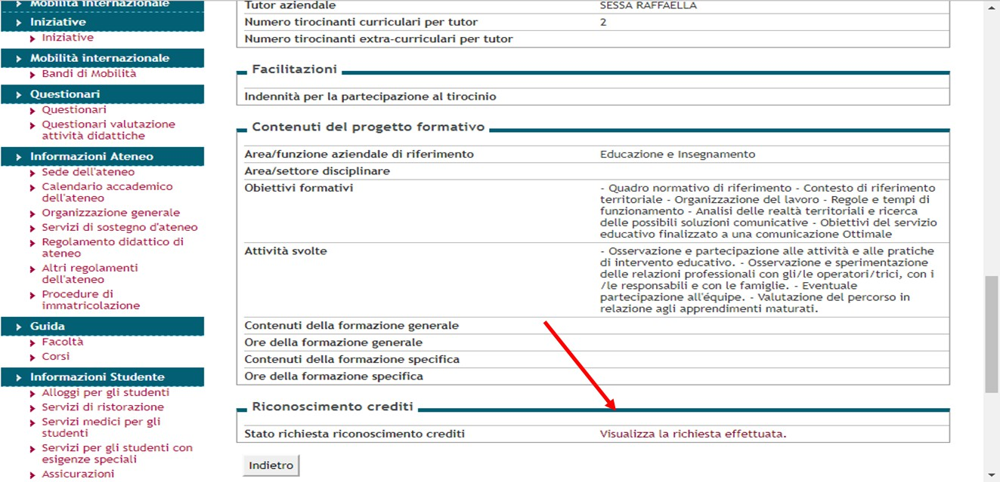 Mobilità internazionale
Iniziative
Iniziative
Mobilità internazionale
Bandi di Mobilità
Questionari
Questionari
Questionari valutazione
attività didattiche
Informazioni Ateneo
Sede dell'ateneo
Calendario accademico
dell'ateneo
Organizzazione generale
Servizi di sostegno d'ateneo
Regolamento didattico di
ateneo
Altri regolamenti
dell'ateneo
Procedure di
immatricolazione
Guida
Facoltà
Corsi
Informazioni Studente
Alloggi per gli studenti
Servizi di ristorazione
Servizi medici per gli
studenti
Servizi per gli studenti con
esigenze speciali
Assicurazioni
Tutor aziendale SESSA RAFFAELLA
Numero tirocinanti curriculari per tutor 2
Numero tirocinanti extra-curriculari per tutor
Facilitazioni
Indennità per la partecipazione al tirocinio
Contenuti del progetto formativo
Area/funzione aziendale di riferimento Educazione e Insegnamento
Area/settore disciplinare
Obiettivi formativi - Quadro normativo di riferimento - Contesto di riferimento
territoriale - Organizzazione del lavoro - Regole e tempi di
funzionamento - Analisi delle realtà territoriali e ricerca
delle possibili soluzioni comunicative - Obiettivi del servizio
educativo finalizzato a una comunicazione Ottimale
Attività svolte - Osservazione e partecipazione alle attività e alle pratiche
di intervento educativo. - Osservazione e sperimentazione
delle relazioni professionali con gli/le operatori/trici, con i
/le responsabili e con le famiglie. - Eventuale
partecipazione all'équipe. - Valutazione del percorso in
relazione agli apprendimenti maturati.
Contenuti della formazione generale
Ore della formazione generale
Contenuti della formazione specifica
Ore della formazione specifica
Riconoscimento crediti
Stato richiesta riconoscimento crediti Visualizza la richiesta effettuata.
Indietro